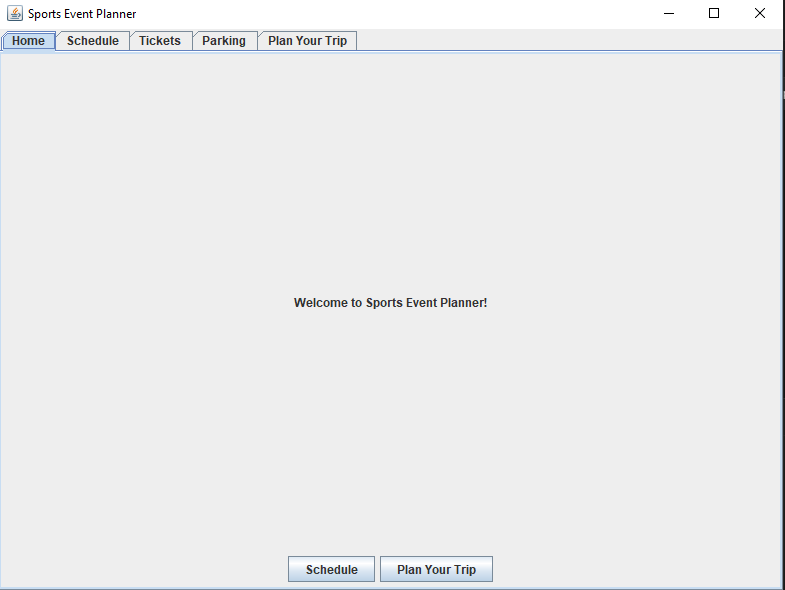 Sports Event Planner
Home Schedule Tickets Parking Plan Your Trip
Welcome to Sports Event Planner!
Schedule Plan Your Trip